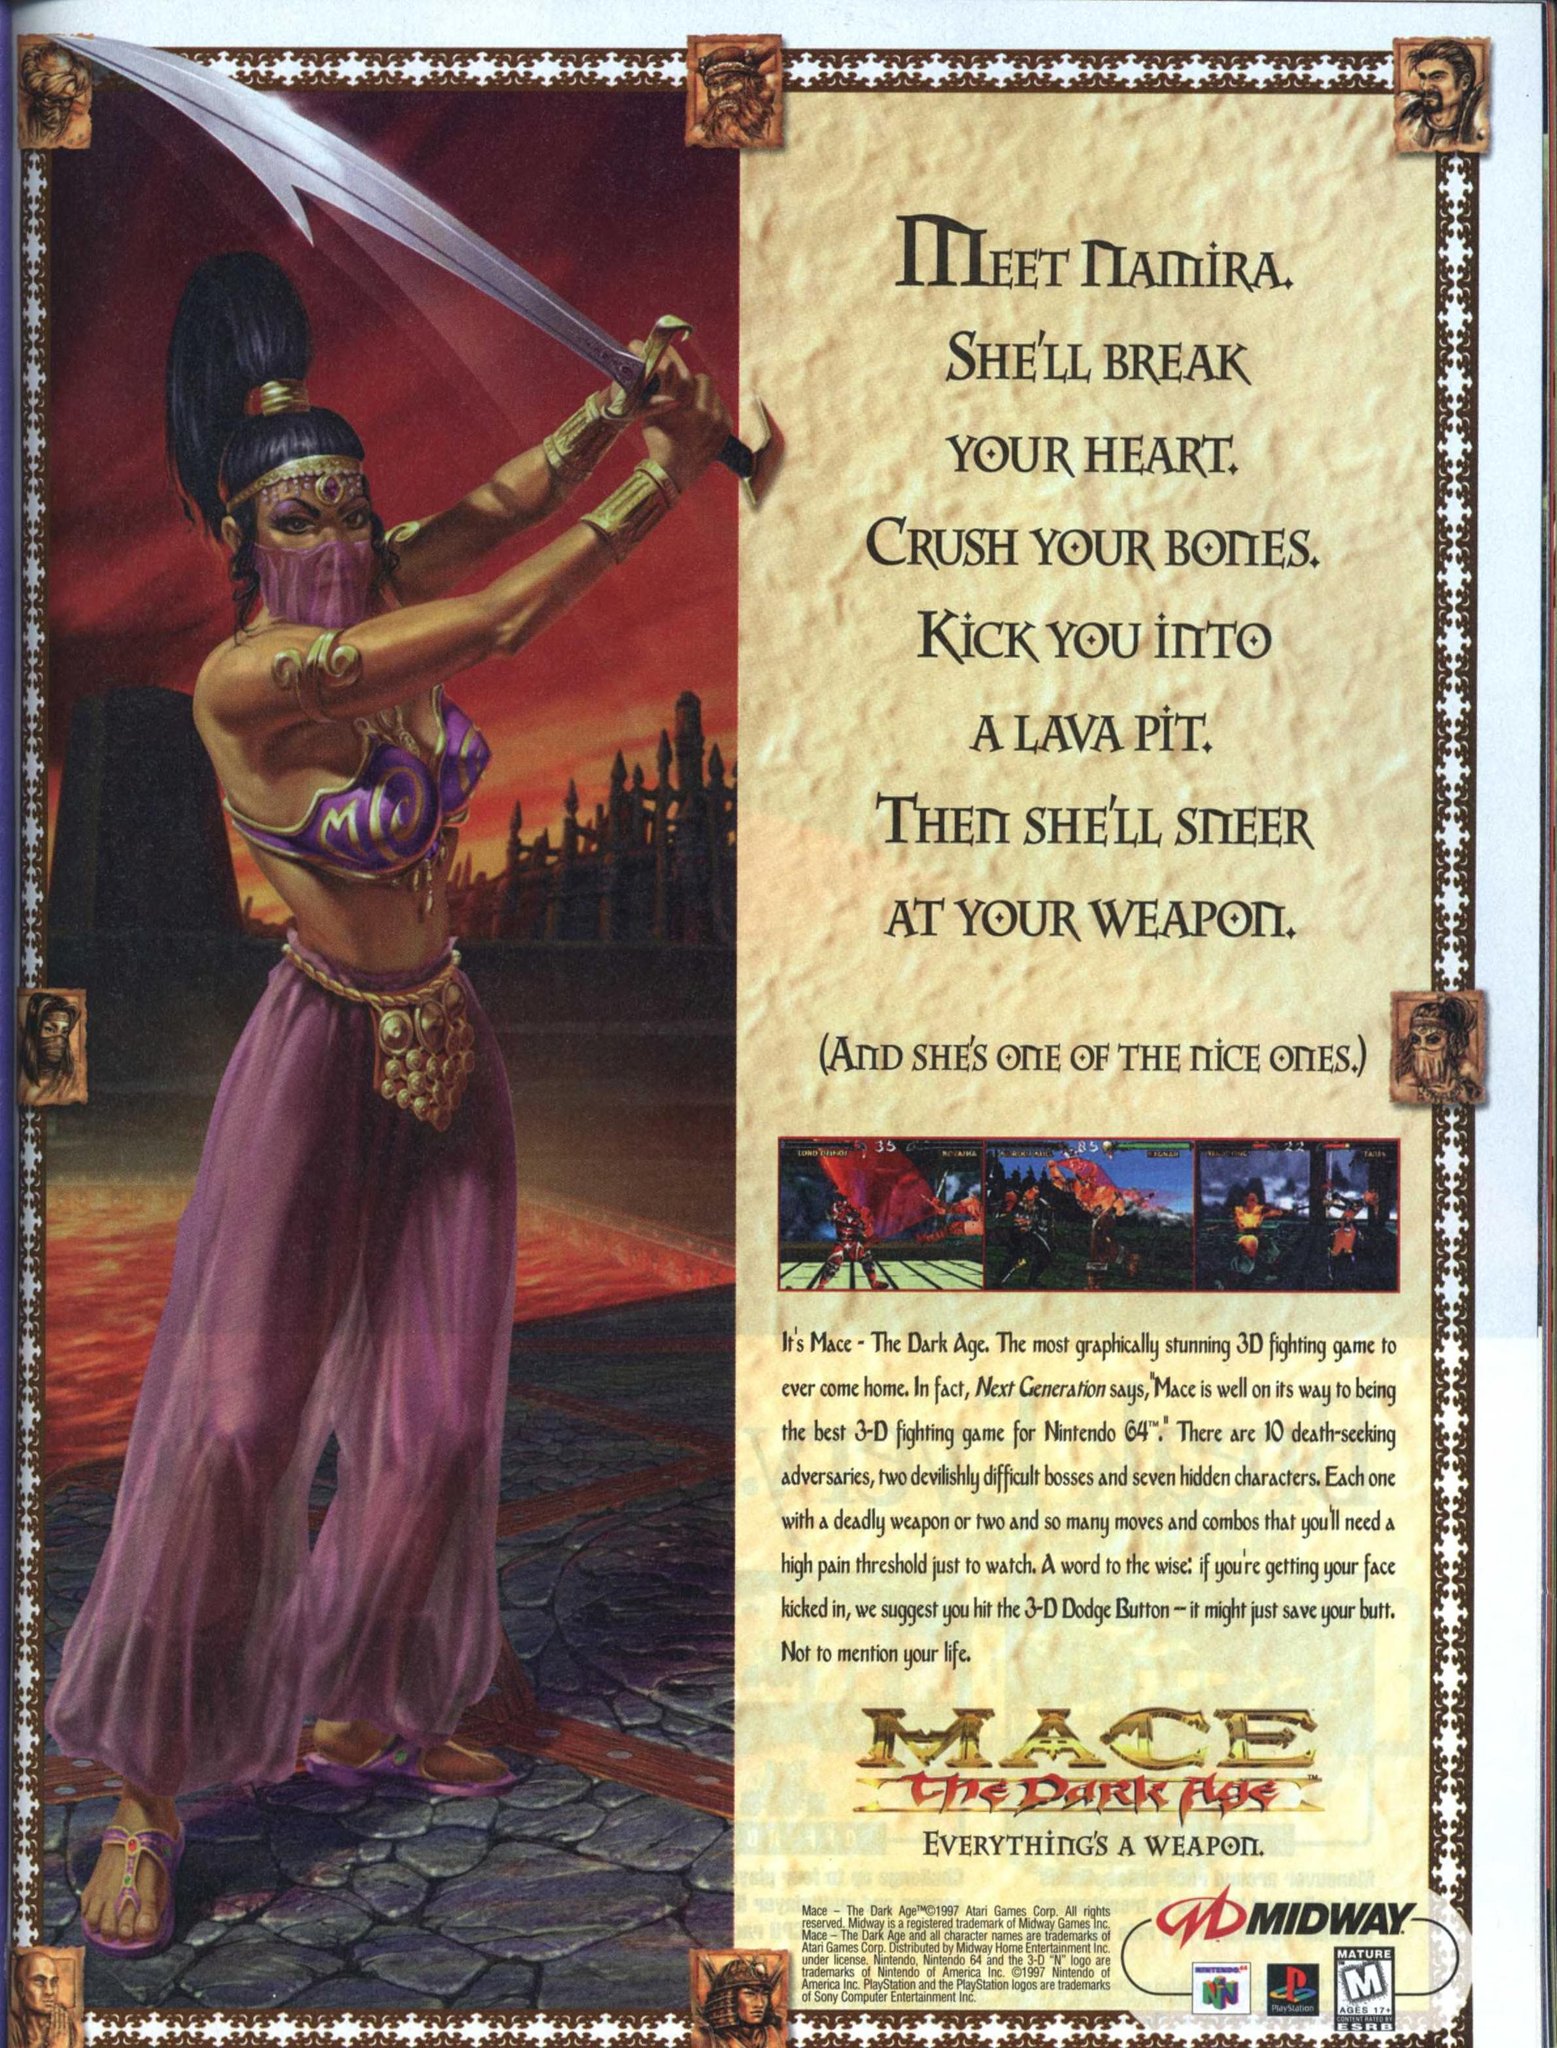 Meet Namira.
She'll break
your heart.
Crush your bones.
Kick you into
a lava pit.
Then she'll sneer
at your weapon.
(And she's one of the nice ones.)
35
85
22
It's Mace - The Dark Age. The most graphically stunning 3D fighting game to
ever come home. In fact, Next Generation says, "Mace is well on its way to being
the best 3-D fighting game for Nintendo 64™." There are 10 death-seeking
adversaries, two devilishly difficult bosses and seven hidden characters. Each one
with a deadly weapon or two and so many moves and combos that you'll need a
high pain threshold just to watch. A word to the wise: if you're getting your face
kicked in, we suggest you hit the 3-D Dodge Button – it might just save your butt.
Not to mention your life.
MACE
The Dark Age™
Everything's a weapon.
Mace – The Dark Age™©1997 Atari Games Corp. All rights
reserved. Midway is a registered trademark of Midway Games Inc.
Mace – The Dark Age and all character names are trademarks of
Atari Games Corp. Distributed by Midway Home Entertainment Inc.
under license. Nintendo, Nintendo 64 and the 3-D "N" logo are
trademarks of Nintendo of America Inc. ©1997 Nintendo of
America Inc. PlayStation and the PlayStation logos are trademarks
of Sony Computer Entertainment Inc.
MIDWAY
NINTENDO 64
PlayStation
MATURE
M
AGES 17+
CONTENT RATED BY
ESRB